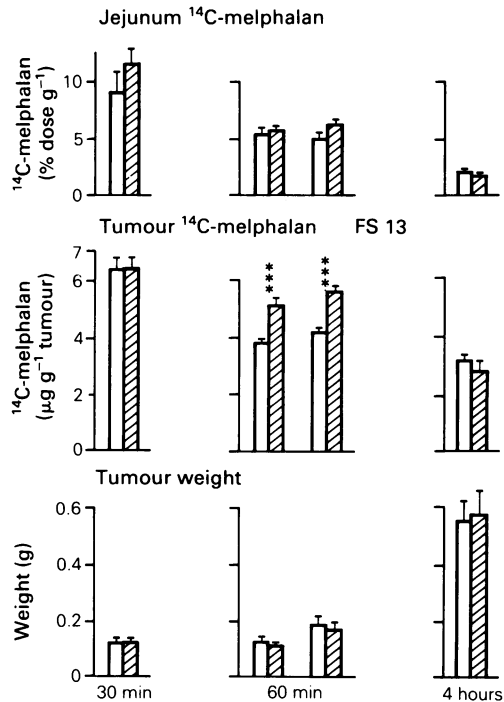 Jejunum ¹⁴C-melphalan
¹⁴C-melphalan
(% dose g⁻¹)
10
5
0
Tumour ¹⁴C-melphalan FS 13
¹⁴C-melphalan
(μg g⁻¹ tumour)
7
6
4
2
0
***
***
Tumour weight
Weight (g)
0.6
0.4
0.2
0
30 min
60 min
4 hours